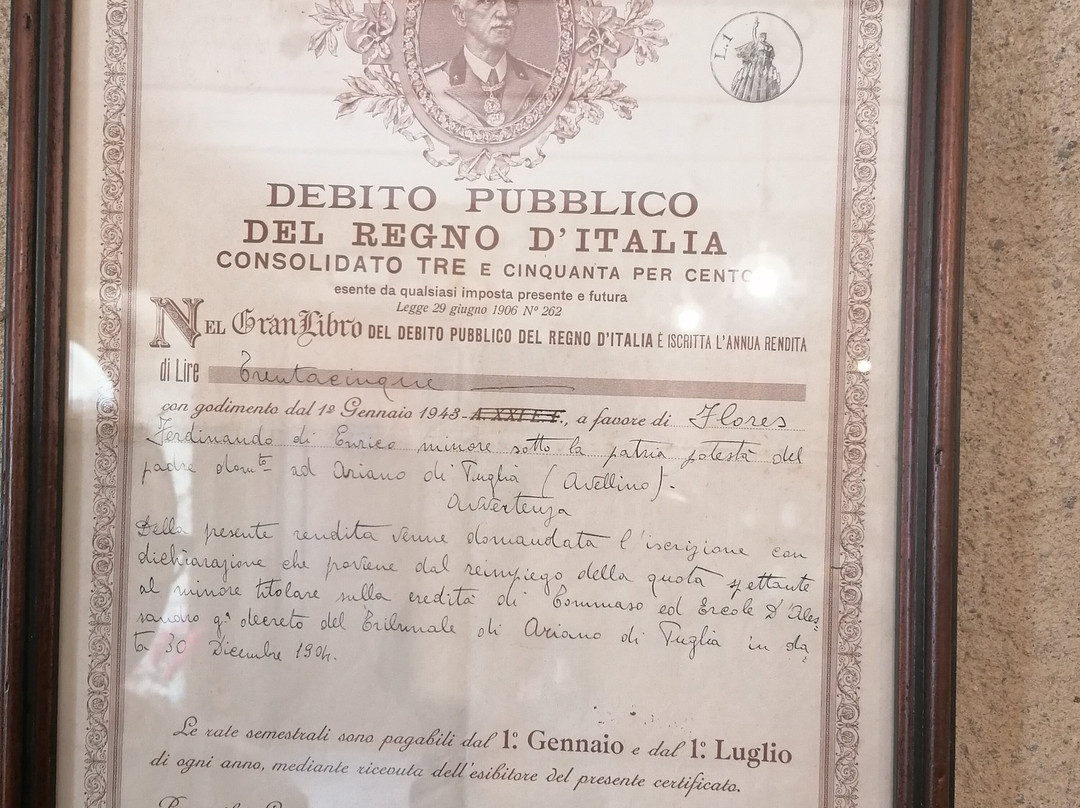 L.1
DEBITO PUBBLICO
DEL REGNO D'ITALIA
CONSOLIDATO TRE E CINQUANTA PER CENTO
esente da qualsiasi imposta presente e futura
Legge 29 giugno 1906 Nº 262
NEL Gran Libro DEL DEBITO PUBBLICO DEL REGNO D'ITALIA È ISCRITTA L'ANNUA RENDITA
di Lire Trentacinque
con godimento dal 1º Gennaio 1943 - A. XXI E.F., a favore di Flores
Ferdinando di Enrico minore sotto la patria potestà del
padre domto ad Ariano di Puglia (Avellino).
Avvertenza
Della presente rendita venne domandata l'iscrizione con
dichiarazione che proviene dal reimpiego della quota spettante
al minore titolare sulla eredità di Tommaso ed Ercole D'Ales=
sandro gª decreto del Tribunale di Ariano di Puglia in da=
ta 30 Dicembre 1904.
Le rate semestrali sono pagabili dal 1º. Gennaio e dal 1º. Luglio
di ogni anno, mediante ricevuta dell'esibitore del presente certificato.